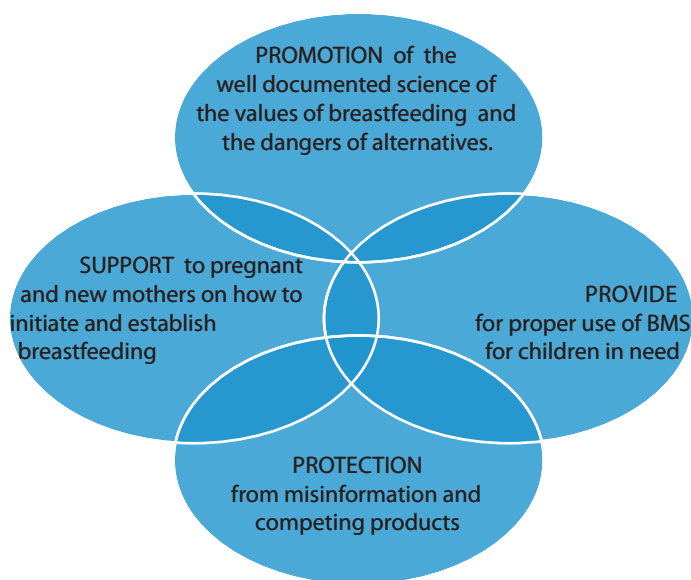 PROMOTION of the
well documented science of
the values of breastfeeding and
the dangers of alternatives.
SUPPORT to pregnant
and new mothers on how to
initiate and establish
breastfeeding
PROVIDE
for proper use of BMS
for children in need
PROTECTION
from misinformation and
competing products